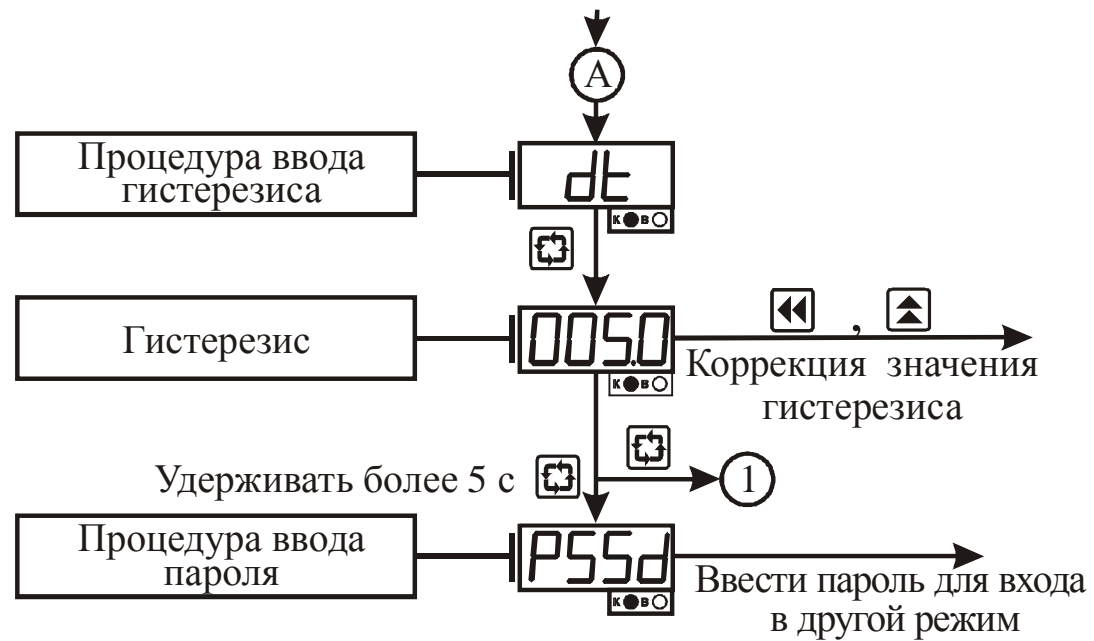 А
Процедура ввода
гистерезиса
dt
К В
Гистерезис
005.0
,
К В
Коррекция значения
гистерезиса
Удерживать более 5 с
1
Процедура ввода
пароля
PSSd
К В
Ввести пароль для входа
в другой режим